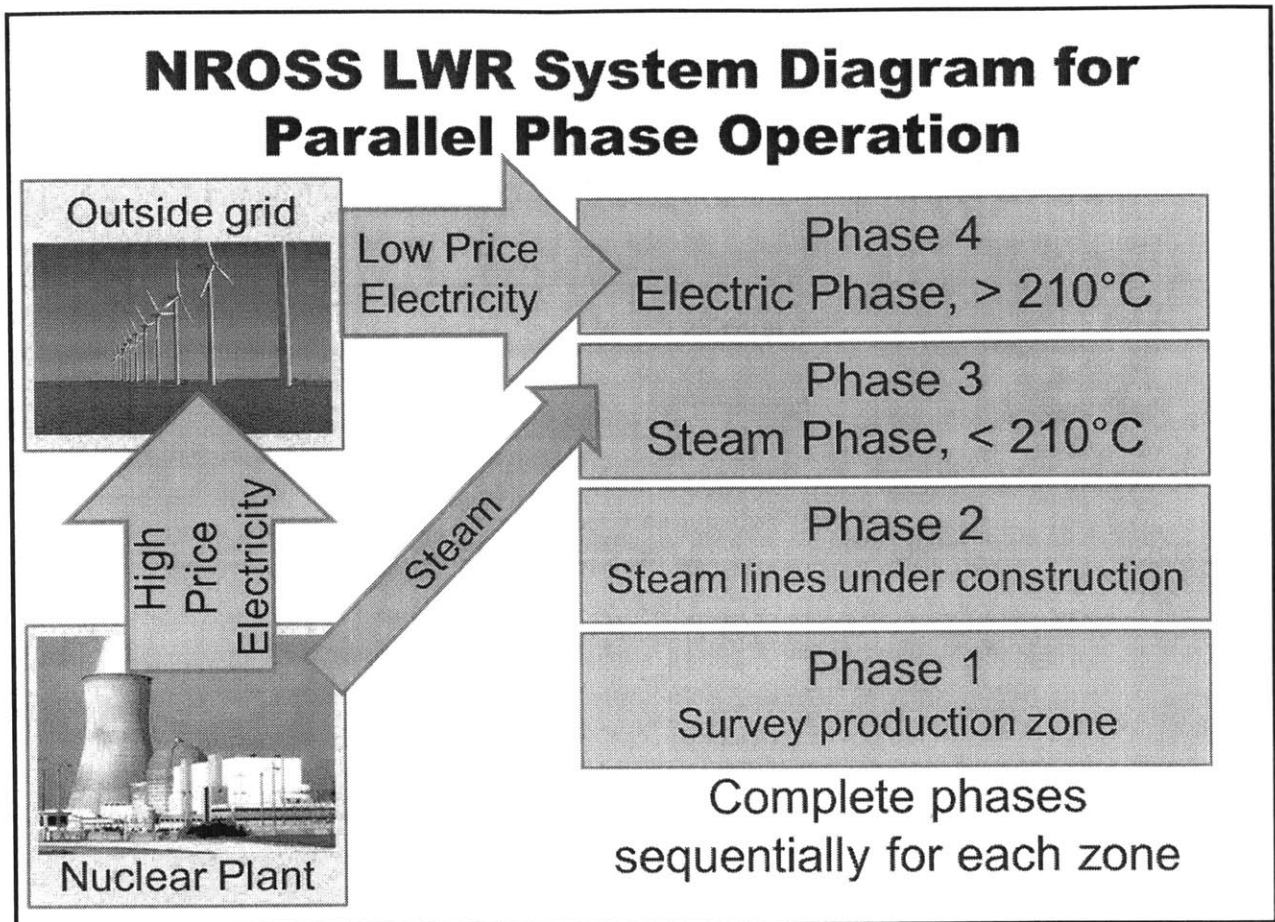 NROSS LWR System Diagram for
Parallel Phase Operation
Outside grid
Low Price
Electricity
High
Price
Electricity
Steam
Nuclear Plant
Phase 4
Electric Phase, > 210°C
Phase 3
Steam Phase, < 210°C
Phase 2
Steam lines under construction
Phase 1
Survey production zone
Complete phases
sequentially for each zone